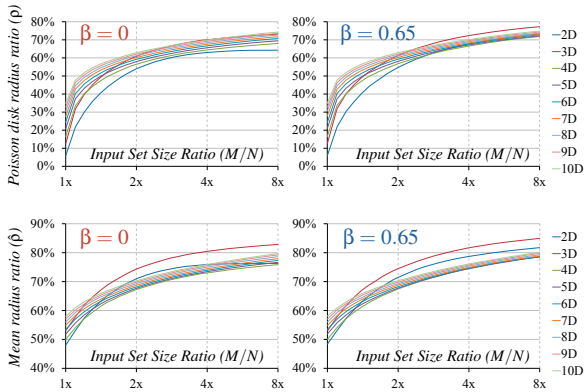 β = 0
β = 0.65
Poisson disk radius ratio (ρ)
80%
70%
60%
50%
40%
30%
20%
10%
0%
Input Set Size Ratio (M/N)
1x 2x 4x 8x
80%
70%
60%
50%
40%
30%
20%
10%
0%
Input Set Size Ratio (M/N)
1x 2x 4x 8x
2D
3D
4D
5D
6D
7D
8D
9D
10D
β = 0
β = 0.65
Mean radius ratio (ρ̂)
90%
80%
70%
60%
50%
40%
Input Set Size Ratio (M/N)
1x 2x 4x 8x
90%
80%
70%
60%
50%
40%
Input Set Size Ratio (M/N)
1x 2x 4x 8x
2D
3D
4D
5D
6D
7D
8D
9D
10D